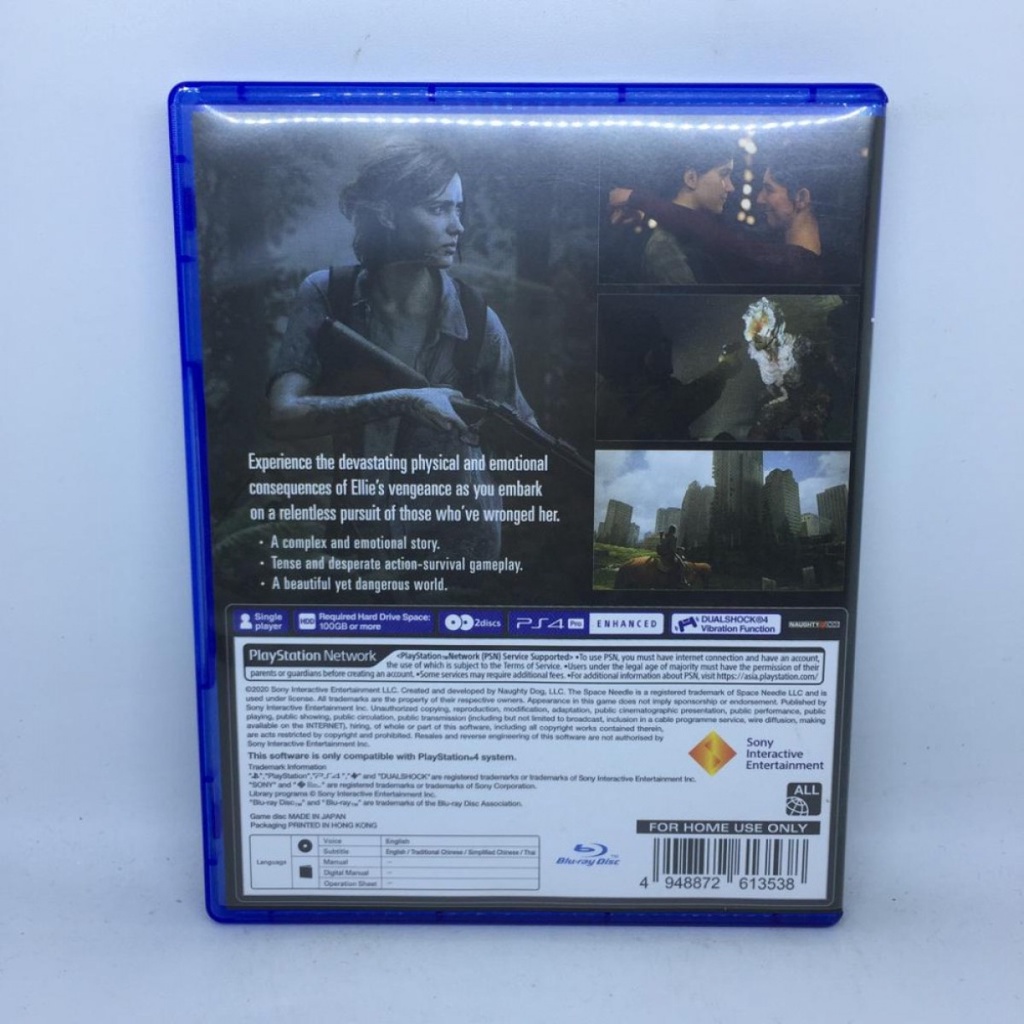 Experience the devastating physical and emotional
consequences of Ellie's vengeance as you embark
on a relentless pursuit of those who've wronged her.
• A complex and emotional story.
• Tense and desperate action-survival gameplay.
• A beautiful yet dangerous world.
Single player
HDD Required Hard Drive Space: 100GB or more
2discs
PS4 Pro ENHANCED
DUALSHOCK®4 Vibration Function
NAUGHTY DOG
PlayStation Network
<PlayStation™Network (PSN) Service Supported> •To use PSN, you must have internet connection and have an account,
the use of which is subject to the Terms of Service. •Users under the legal age of majority must have the permission of their
parents or guardians before creating an account. •Some services may require additional fees. •For additional information about PSN, visit https://asia.playstation.com/
©2020 Sony Interactive Entertainment LLC. Created and developed by Naughty Dog, LLC. The Space Needle is a registered trademark of Space Needle LLC and is
used under license. All trademarks are the property of their respective owners. Appearance in this game does not imply sponsorship or endorsement. Published by
Sony Interactive Entertainment Inc. Unauthorized copying, reproduction, modification, adaptation, public cinematographic presentation, public performance, public
playing, public showing, public circulation, public transmission (including but not limited to broadcast, inclusion in a cable programme service, wire diffusion, making
available on the INTERNET), hiring, of whole or part of this software, including all copyright works contained therein,
are acts restricted by copyright and prohibited. Resales and reverse engineering of this software are not authorised by
Sony Interactive Entertainment Inc.
This software is only compatible with PlayStation®4 system.
Trademark Information
"PlayStation", "PS4", and "DUALSHOCK" are registered trademarks or trademarks of Sony Interactive Entertainment Inc.
"SONY" and are registered trademarks or trademarks of Sony Corporation.
Library programs © Sony Interactive Entertainment Inc.
"Blu-ray Disc™" and "Blu-ray™" are trademarks of the Blu-ray Disc Association.
Sony
Interactive
Entertainment
Game disc MADE IN JAPAN
Packaging PRINTED IN HONG KONG
ALL
FOR HOME USE ONLY
Language
Voice English
Subtitle English / Traditional Chinese / Simplified Chinese / Thai
Manual —
Digital Manual —
Operation Sheet —
Blu-ray Disc™
4 948872 613538